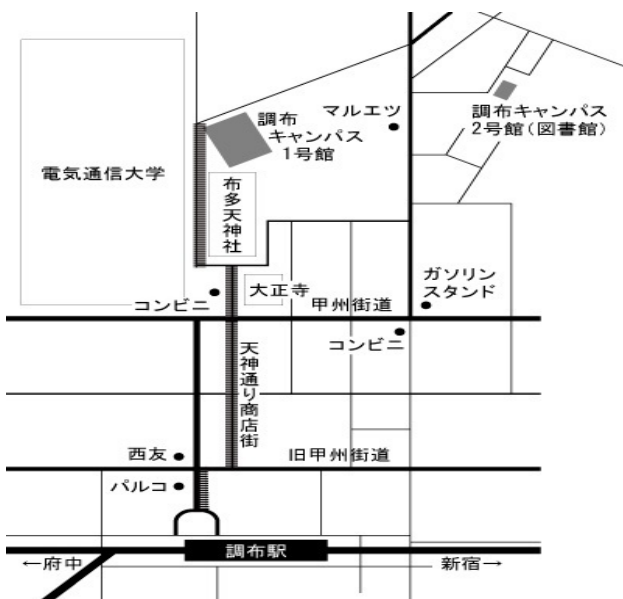 マルエツ
調布
キャンパス
1号館
調布キャンパス
2号館(図書館)
電気通信大学
布多天神社
大正寺
ガソリン
スタンド
コンビニ
甲州街道
コンビニ
天神通り商店街
西友
旧甲州街道
パルコ
調布駅
←府中
新宿→